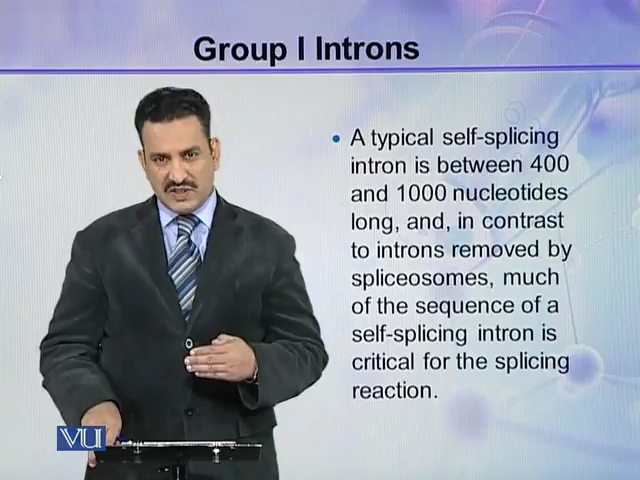 Group I Introns
• A typical self-splicing
intron is between 400
and 1000 nucleotides
long, and, in contrast
to introns removed by
spliceosomes, much
of the sequence of a
self-splicing intron is
critical for the splicing
reaction.
VU